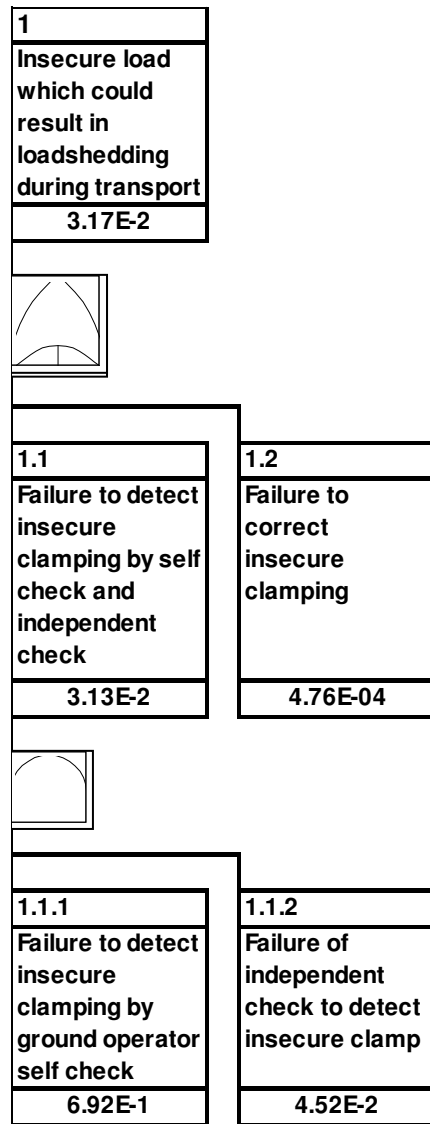 1
Insecure load
which could
result in
loadshedding
during transport
3.17E-2
1.1
Failure to detect
insecure
clamping by self
check and
independent
check
3.13E-2
1.2
Failure to
correct
insecure
clamping
4.76E-04
1.1.1
Failure to detect
insecure
clamping by
ground operator
self check
6.92E-1
1.1.2
Failure of
independent
check to detect
insecure clamp
4.52E-2